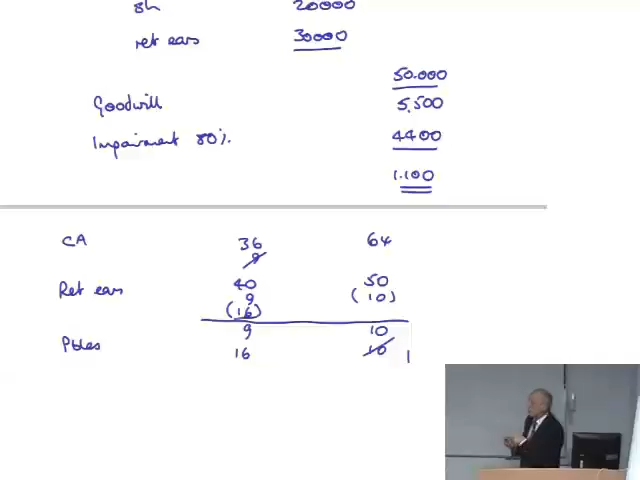 sh 20000
ret ears 30000
50.000
Goodwill 5,500
Impairment 80% 4400
1.100
CA 36 64
9
Ret ears 40 50
9 (10)
(16)
9 10
Pbles 16 10 1